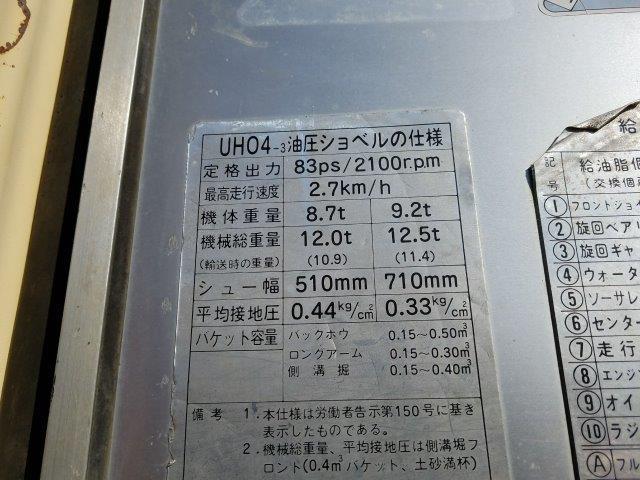 UH04-3油圧ショベルの仕様
定格出力 83ps/2100r.pm
最高走行速度 2.7km/h
機体重量 8.7t 9.2t
機械総重量 12.0t 12.5t
(輸送時の重量) (10.9) (11.4)
シュー幅 510mm 710mm
平均接地圧 0.44kg/cm² 0.33kg/cm²
バケット容量 バックホウ 0.15~0.50m³
ロングアーム 0.15~0.30m³
側溝掘 0.15~0.40m³
備考 1.本仕様は労働者告示第150号に基き
表示したものである。
2.機械総重量、平均接地圧は側溝掘フ
ロント(0.4m³バケット、土砂満杯)
給
記号 給油脂個
(交換個
① フロントジョイ
② 旋回ベアリ
③ 旋回ギャ
④ ウォータ
⑤ ソーサレ
⑥ センター
⑦ 走行
⑧ エンジ
⑨ オイ
⑩ ラジ
Ⓐ フル